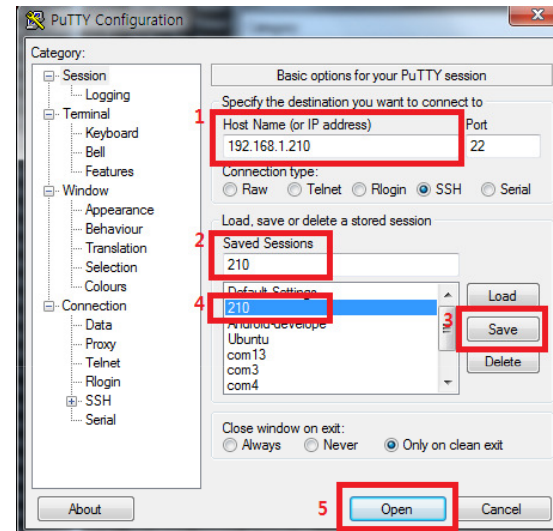 PuTTY Configuration
Category:
Session
Logging
Terminal
Keyboard
Bell
Features
Window
Appearance
Behaviour
Translation
Selection
Colours
Connection
Data
Proxy
Telnet
Rlogin
SSH
Serial
Basic options for your PuTTY session
Specify the destination you want to connect to
1
Host Name (or IP address) Port
192.168.1.210 22
Connection type:
Raw Telnet Rlogin SSH Serial
Load, save or delete a stored session
2
Saved Sessions
210
Default Settings
4
210
Android-develope
Ubuntu
com13
com3
com4
Load
3
Save
Delete
Close window on exit:
Always Never Only on clean exit
About
5
Open
Cancel